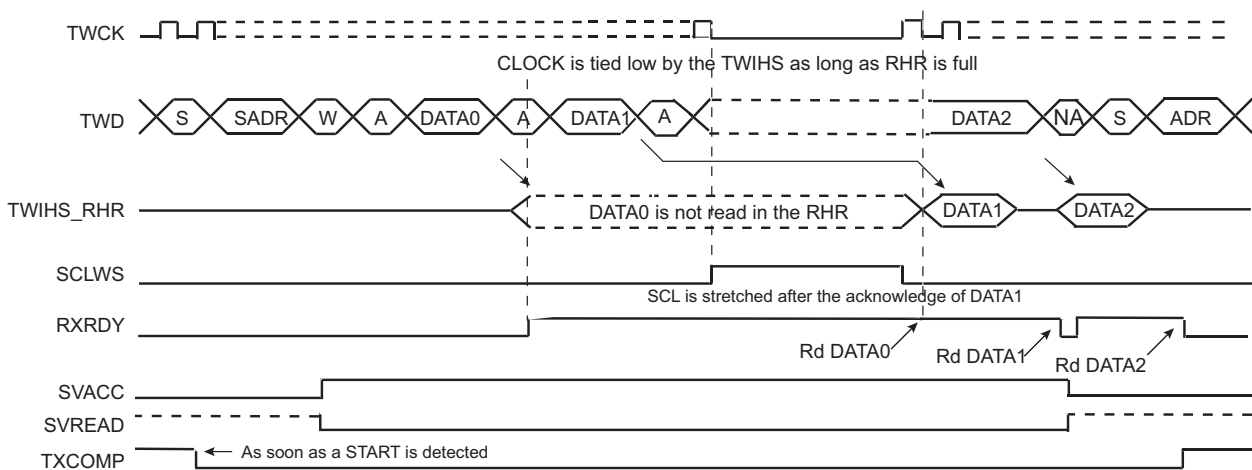 TWCK
CLOCK is tied low by the TWIHS as long as RHR is full
TWD S SADR W A DATA0 A DATA1 A DATA2 NA S ADR
TWIHS_RHR DATA0 is not read in the RHR DATA1 DATA2
SCLWS
SCL is stretched after the acknowledge of DATA1
RXRDY
Rd DATA0 Rd DATA1 Rd DATA2
SVACC
SVREAD
TXCOMP As soon as a START is detected